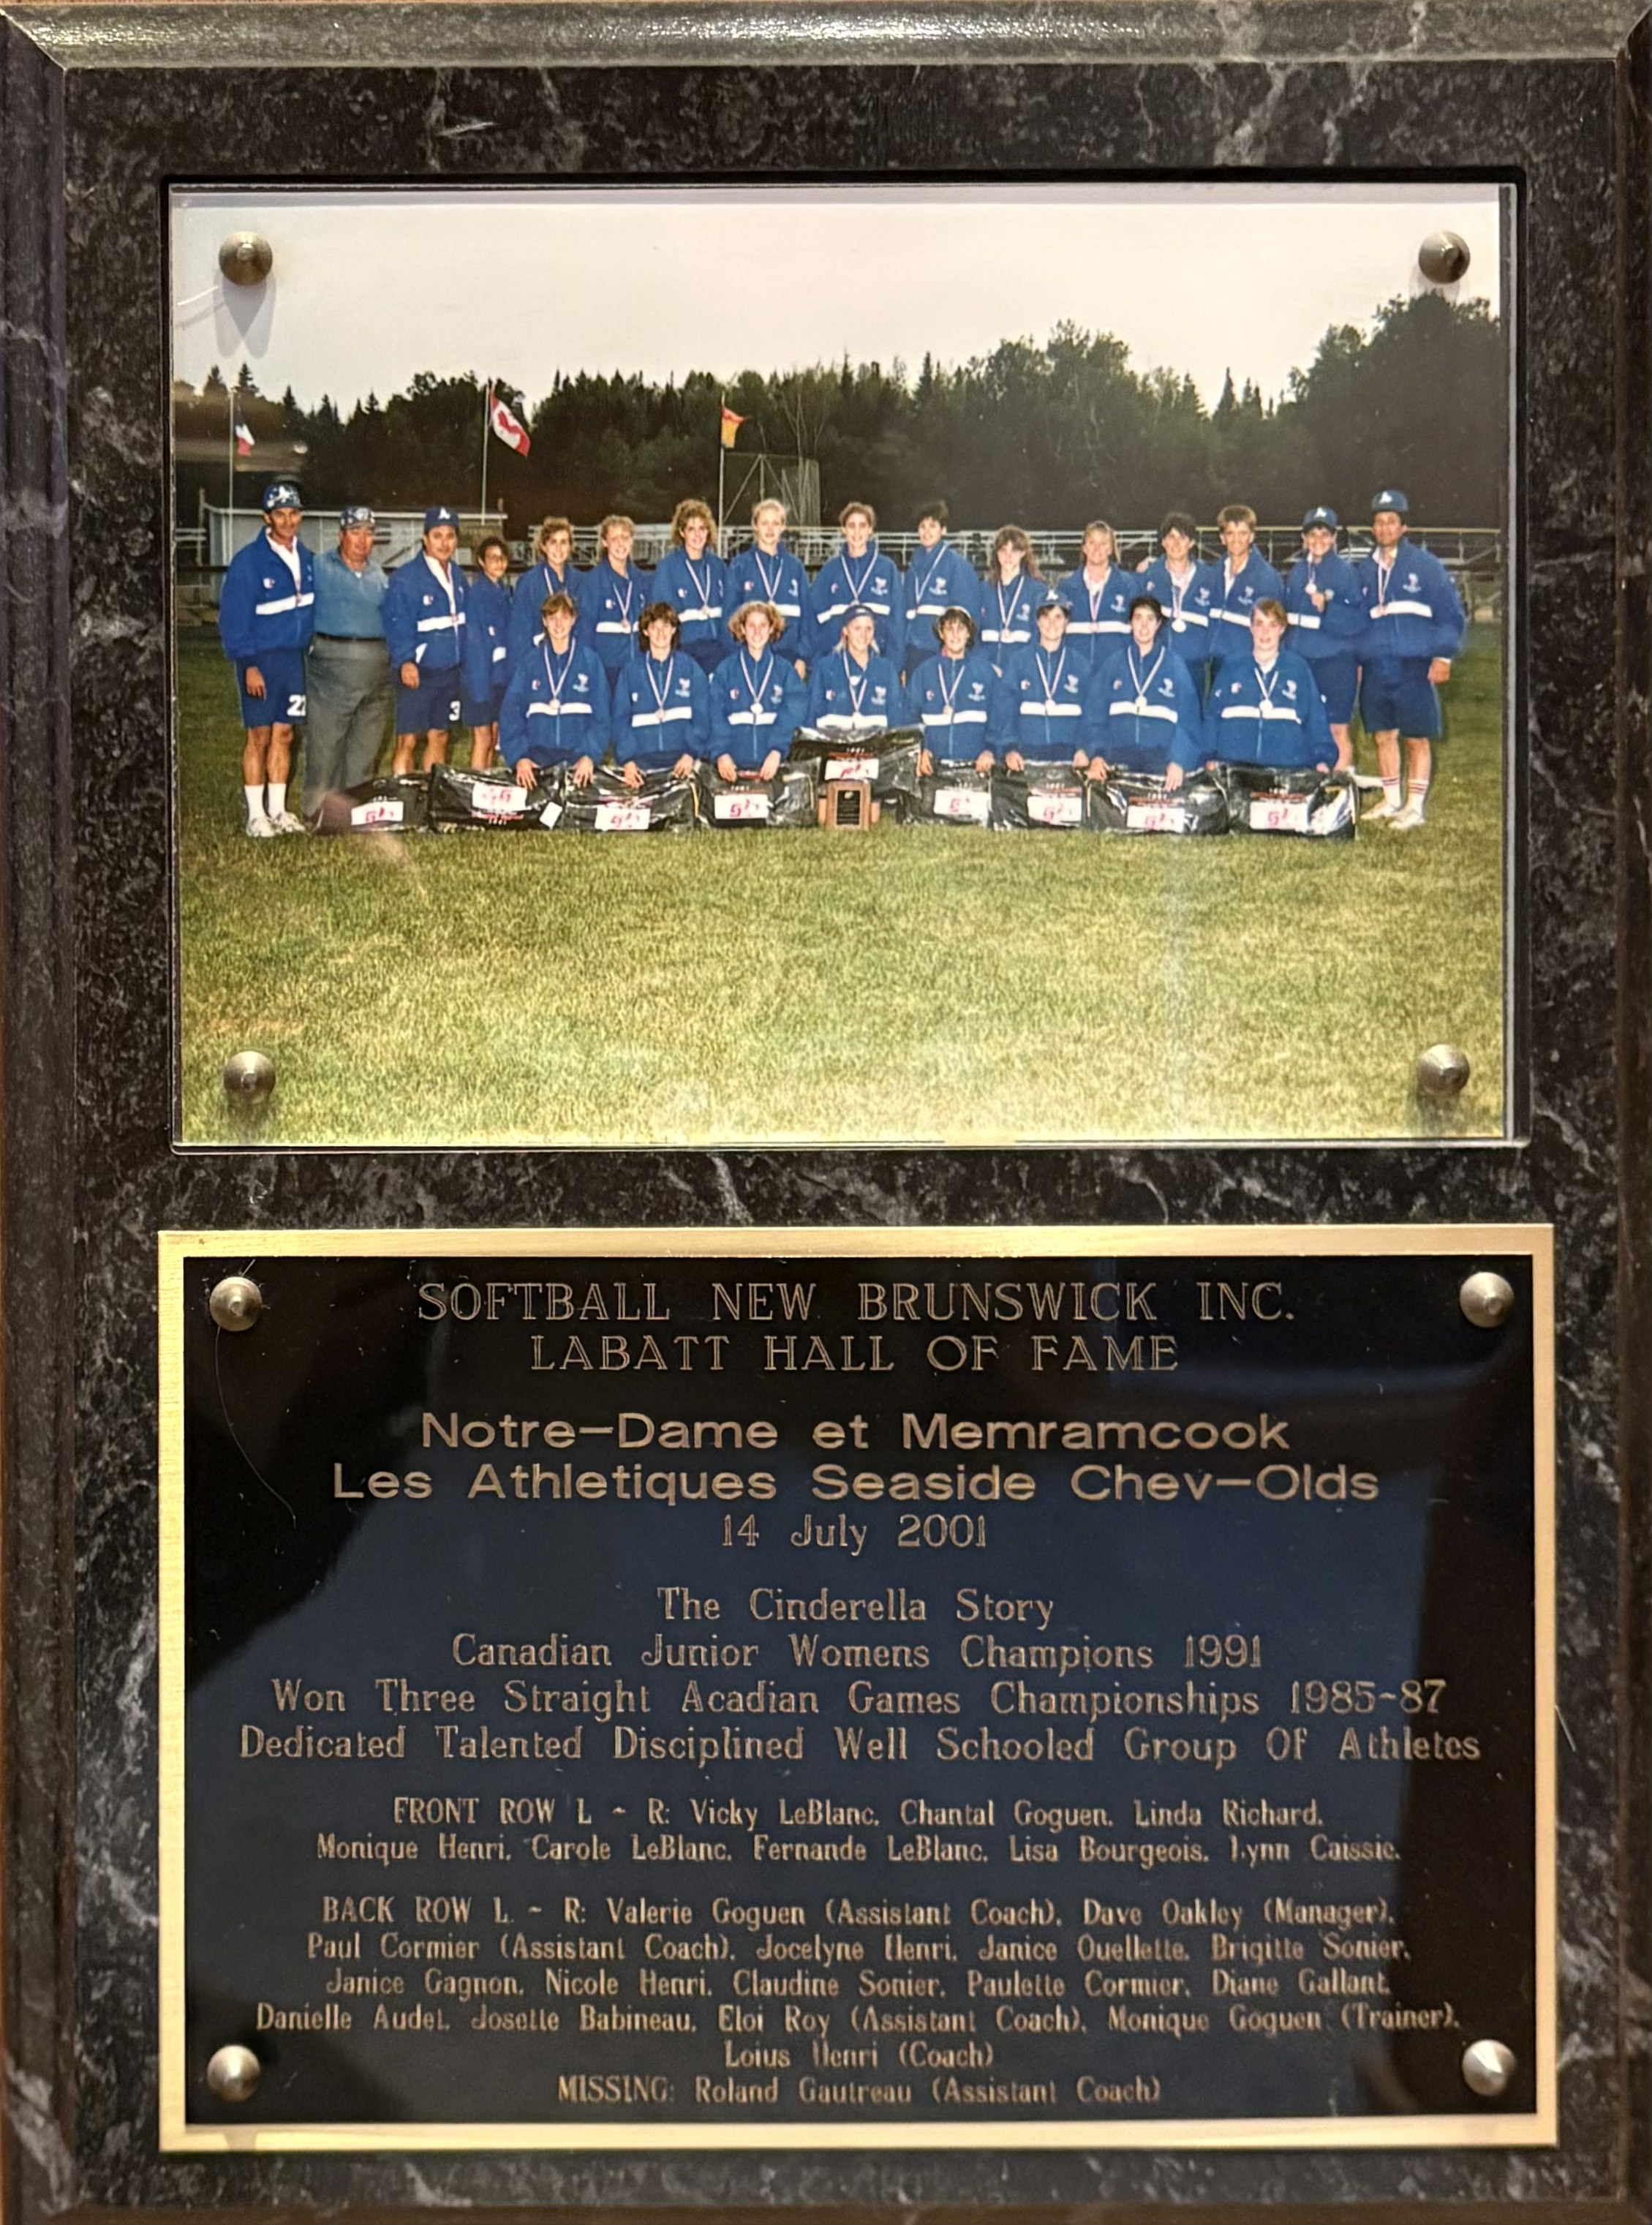 SOFTBALL NEW BRUNSWICK INC.
LABATT HALL OF FAME
Notre-Dame et Memramcook
Les Athletiques Seaside Chev-Olds
14 July 2001
The Cinderella Story
Canadian Junior Womens Champions 1991
Won Three Straight Acadian Games Championships 1985-87
Dedicated Talented Disciplined Well Schooled Group Of Athletes
FRONT ROW L - R: Vicky LeBlanc, Chantal Goguen, Linda Richard,
Monique Henri, Carole LeBlanc, Fernande LeBlanc, Lisa Bourgeois, Lynn Caissie,
BACK ROW L - R: Valerie Goguen (Assistant Coach), Dave Oakley (Manager),
Paul Cormier (Assistant Coach), Jocelyne Henri, Janice Ouellette, Brigitte Sonier,
Janice Gagnon, Nicole Henri, Claudine Sonier, Paulette Cormier, Diane Gallant,
Danielle Audet, Josette Babineau, Eloi Roy (Assistant Coach), Monique Goguen (Trainer),
Loius Henri (Coach)
MISSING: Roland Gautreau (Assistant Coach)